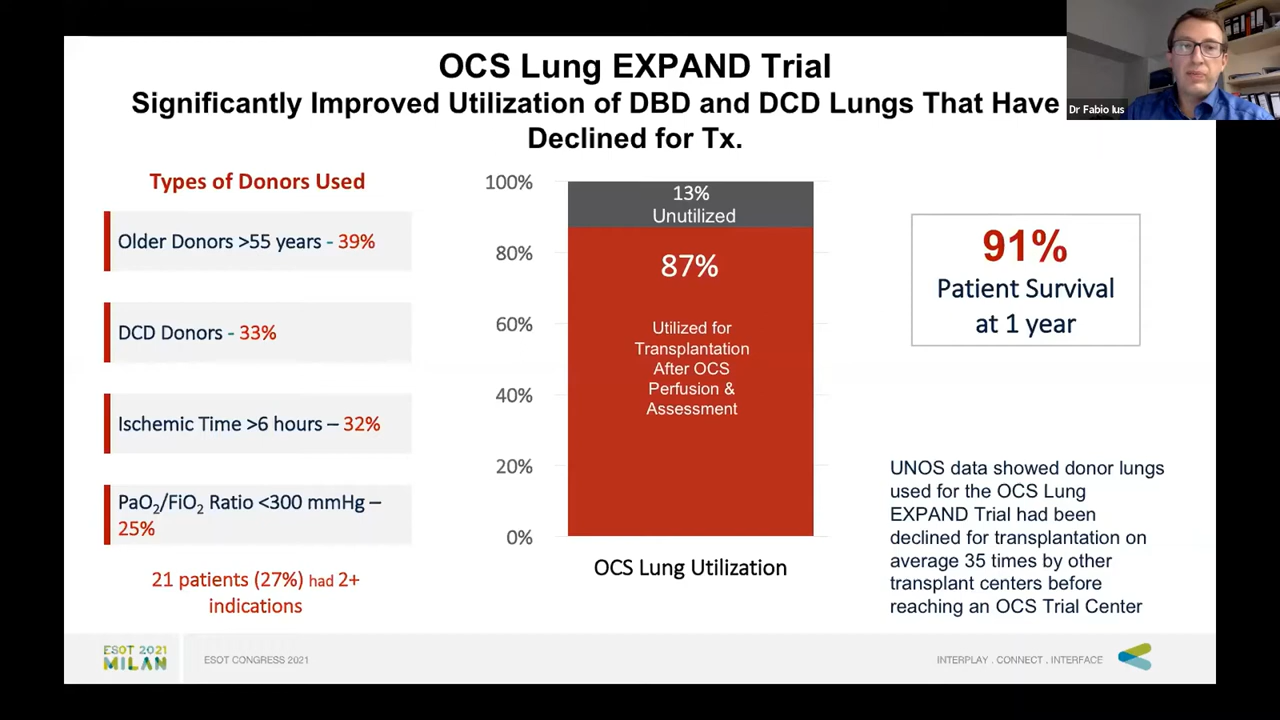 OCS Lung EXPAND Trial
Significantly Improved Utilization of DBD and DCD Lungs That Have
Declined for Tx.
Dr Fabio Ius
Types of Donors Used
Older Donors >55 years - 39%
DCD Donors - 33%
Ischemic Time >6 hours – 32%
PaO₂/FiO₂ Ratio <300 mmHg –
25%
21 patients (27%) had 2+
indications
100%
80%
60%
40%
20%
0%
13%
Unutilized
87%
Utilized for
Transplantation
After OCS
Perfusion &
Assessment
OCS Lung Utilization
91%
Patient Survival
at 1 year
UNOS data showed donor lungs
used for the OCS Lung
EXPAND Trial had been
declined for transplantation on
average 35 times by other
transplant centers before
reaching an OCS Trial Center
ESOT 2021
MILAN
ESOT CONGRESS 2021
INTERPLAY . CONNECT . INTERFACE